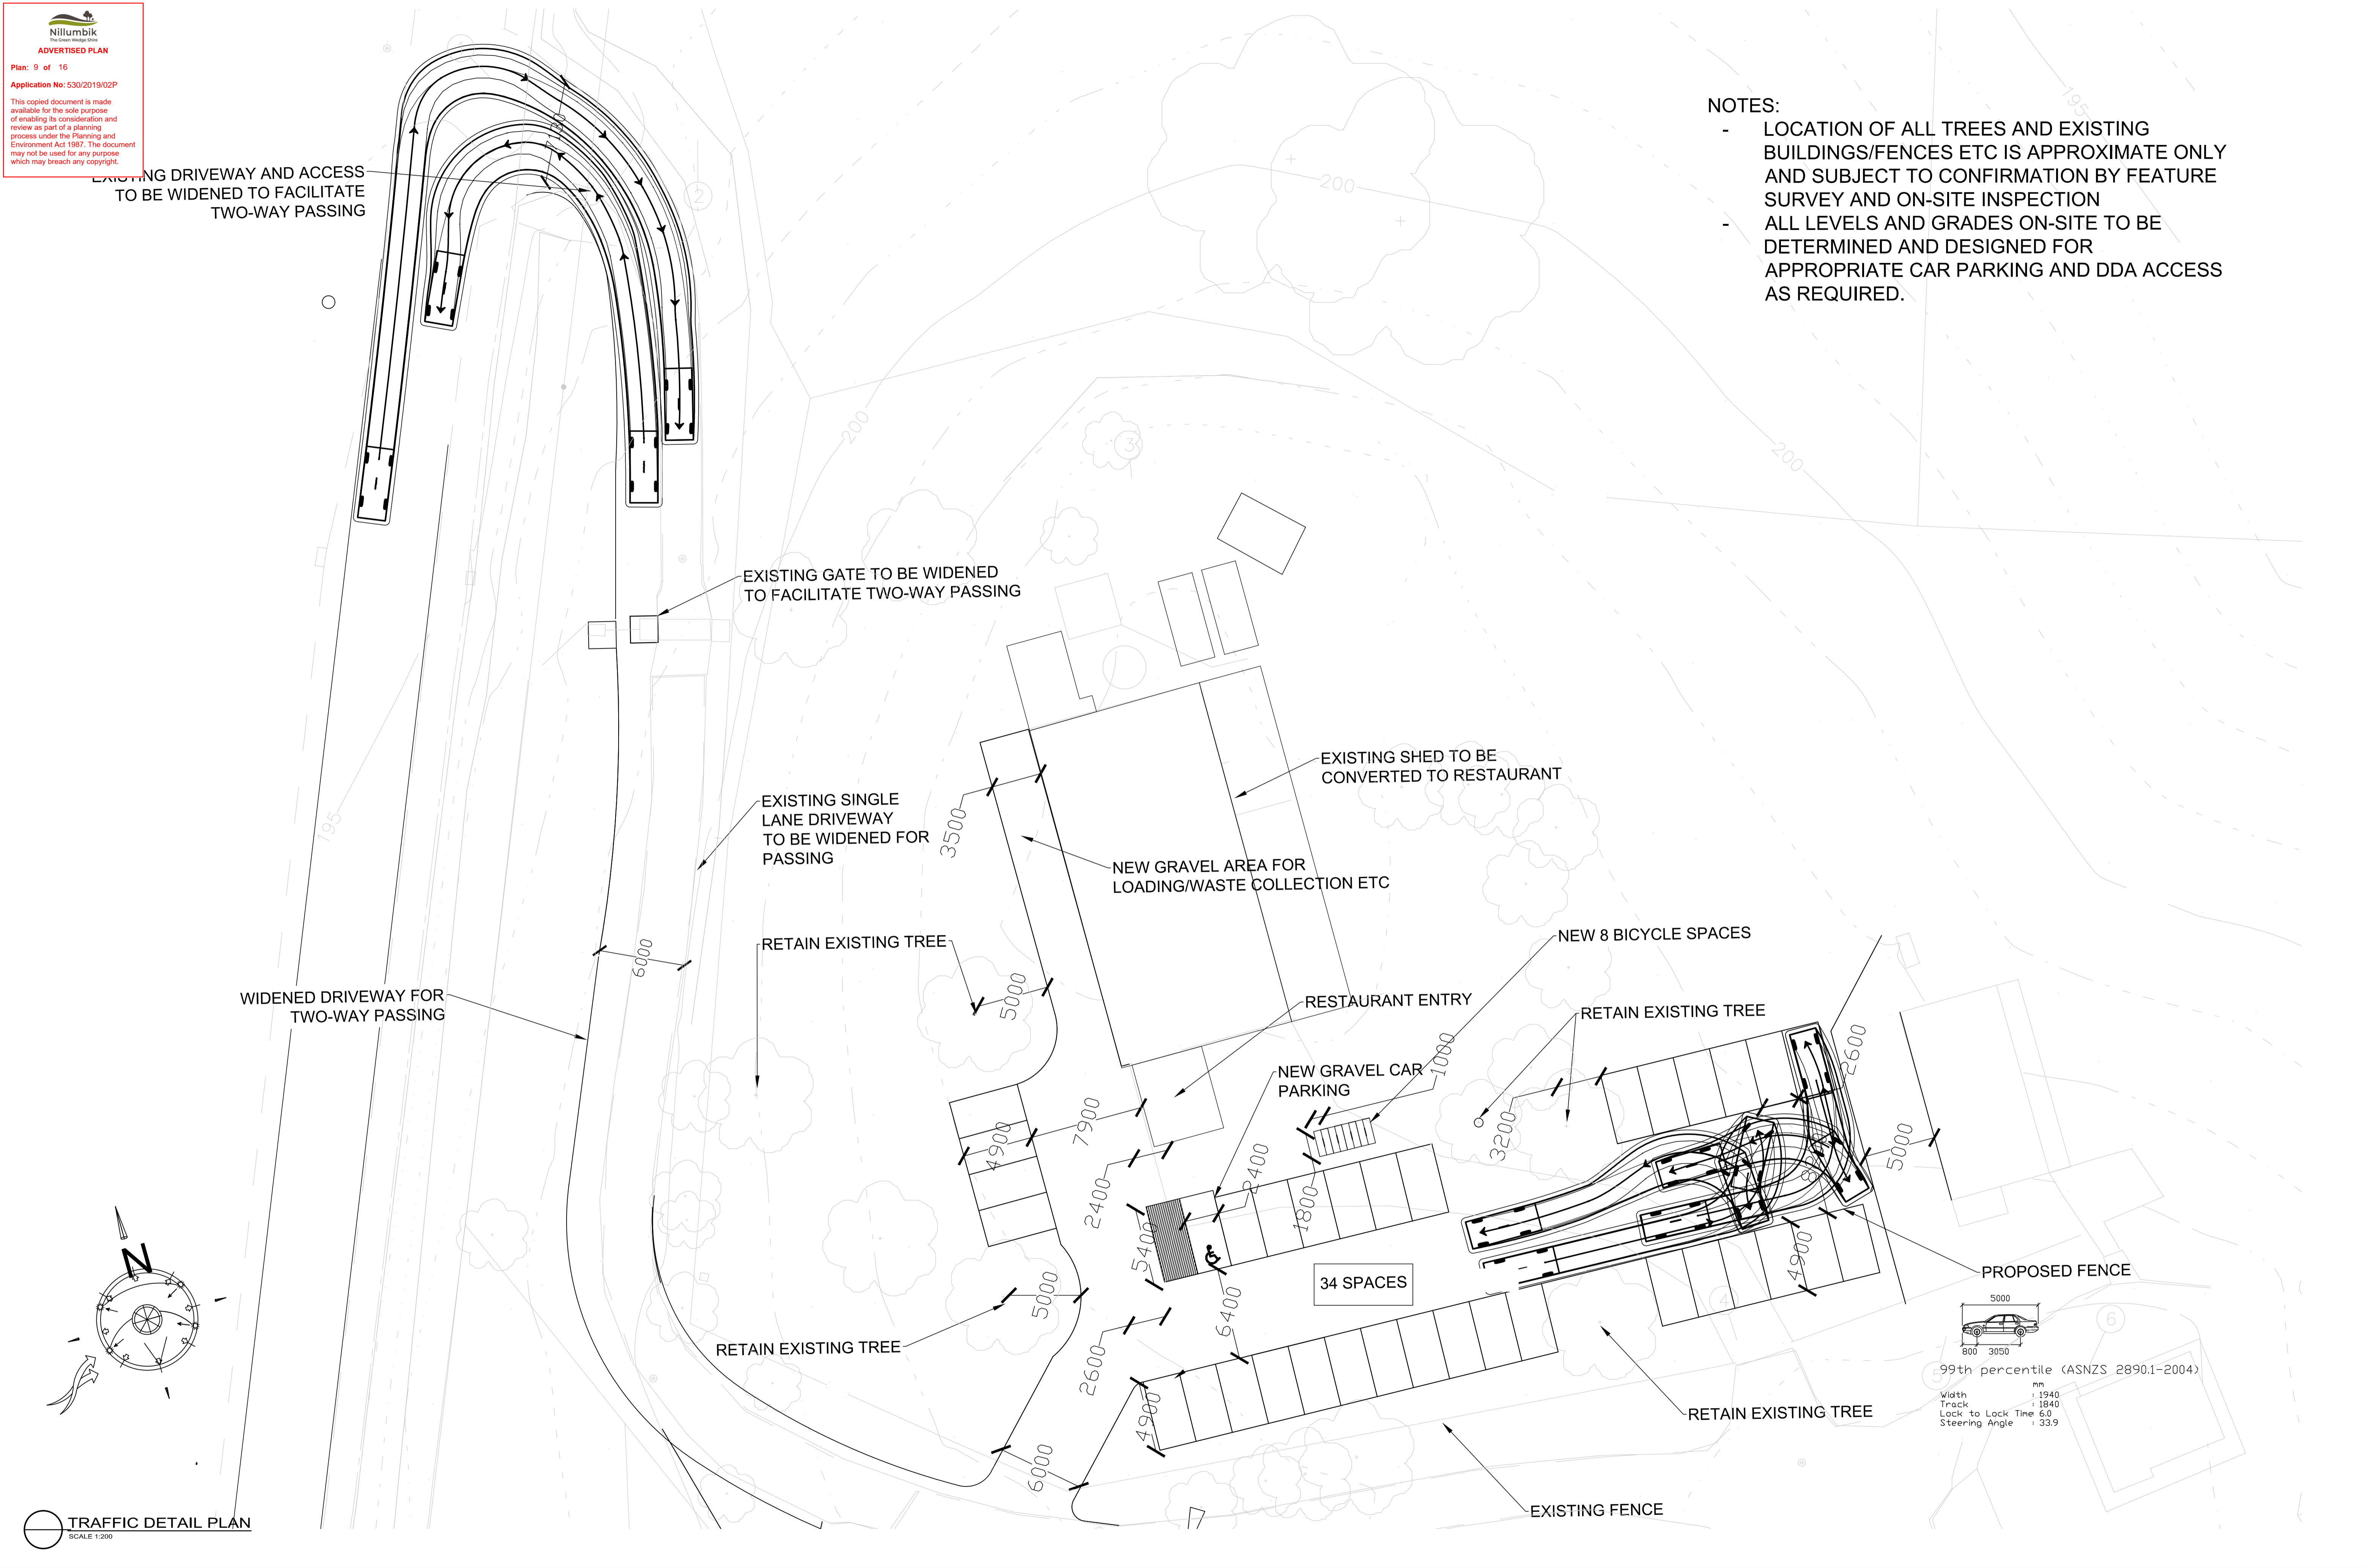 Nillumbik
The Green Wedge Shire
ADVERTISED PLAN
Plan: 9 of 16
Application No: 530/2019/02P
This copied document is made
available for the sole purpose
of enabling its consideration and
review as part of a planning
process under the Planning and
Environment Act 1987. The document
may not be used for any purpose
which may breach any copyright.
EXISTING DRIVEWAY AND ACCESS
TO BE WIDENED TO FACILITATE
TWO-WAY PASSING
NOTES:
- LOCATION OF ALL TREES AND EXISTING
BUILDINGS/FENCES ETC IS APPROXIMATE ONLY
AND SUBJECT TO CONFIRMATION BY FEATURE
SURVEY AND ON-SITE INSPECTION
- ALL LEVELS AND GRADES ON-SITE TO BE
DETERMINED AND DESIGNED FOR
APPROPRIATE CAR PARKING AND DDA ACCESS
AS REQUIRED.
195
200
2
200
200
3
EXISTING GATE TO BE WIDENED
TO FACILITATE TWO-WAY PASSING
EXISTING SHED TO BE
CONVERTED TO RESTAURANT
EXISTING SINGLE
LANE DRIVEWAY
TO BE WIDENED FOR
PASSING
195
3500
NEW GRAVEL AREA FOR
LOADING/WASTE COLLECTION ETC
RETAIN EXISTING TREE
NEW 8 BICYCLE SPACES
6000
5000
WIDENED DRIVEWAY FOR
TWO-WAY PASSING
RESTAURANT ENTRY
RETAIN EXISTING TREE
1000
2600
NEW GRAVEL CAR
PARKING
7900
4900
3200
5000
2400
2400
1800
5400
4900
N
PROPOSED FENCE
34 SPACES
5000
6400
4
6
RETAIN EXISTING TREE
2600
4900
5000
800 3050
99th percentile (ASNZS 2890.1-2004)
mm
Width : 1940
Track : 1840
Lock to Lock Time : 6.0
Steering Angle : 33.9
RETAIN EXISTING TREE
6000
EXISTING FENCE
TRAFFIC DETAIL PLAN
SCALE 1:200